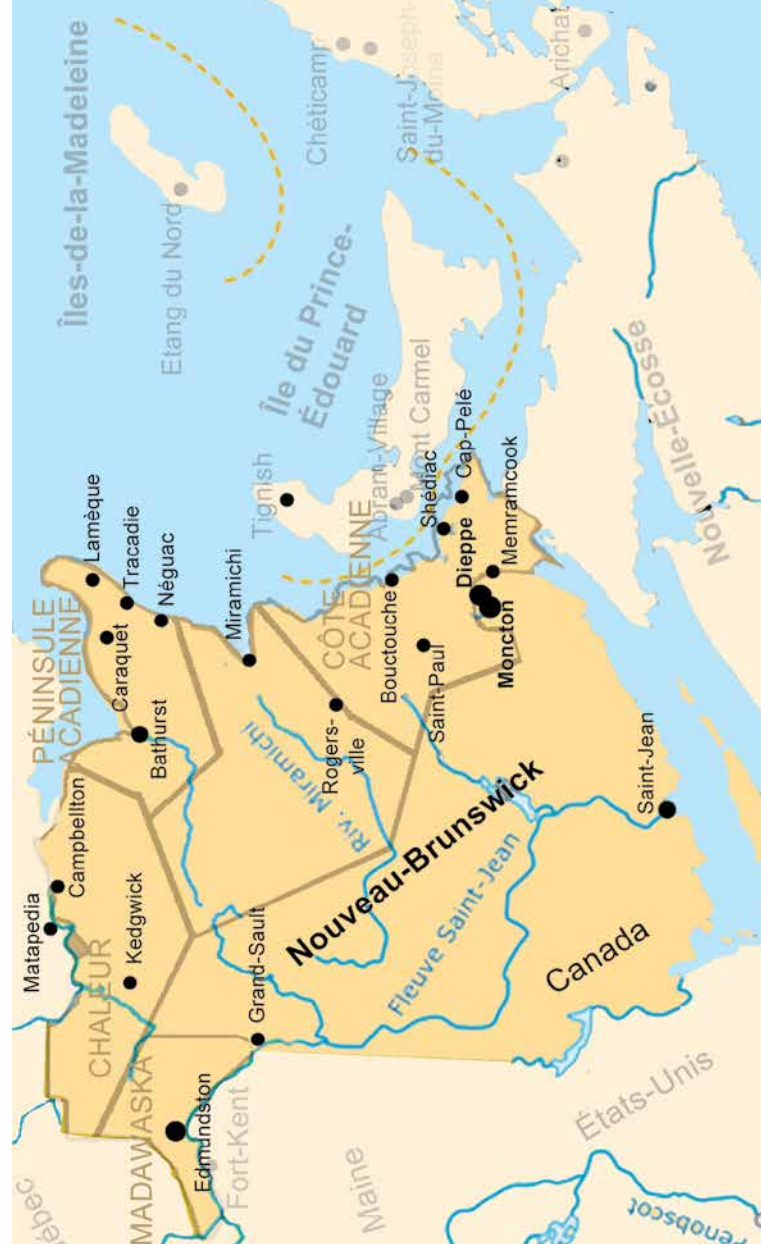 Îles-de-la-Madeleine
Etang du Nord
Chéticamp
Saint-Joseph-
du-Moine
Arichat
Île du Prince-
Édouard
Tignish
Abram-Village
Mont Carmel
Nouvelle-Écosse
PÉNINSULE
ACADIENNE
Lamèque
Tracadie
Néguac
Caraquet
Bathurst
Miramichi
CÔTE
ACADIENNE
Rogers-
ville
Riv. Miramichi
Bouctouche
Saint-Paul
Shédiac
Cap-Pelé
Dieppe
Memramcook
Moncton
Matapedia
Campbellton
Kedgwick
CHALEUR
MADAWASKA
Edmundston
Grand-Sault
Fort-Kent
Nouveau-Brunswick
Fleuve Saint-Jean
Saint-Jean
Canada
États-Unis
Maine
Penobscot
ébec